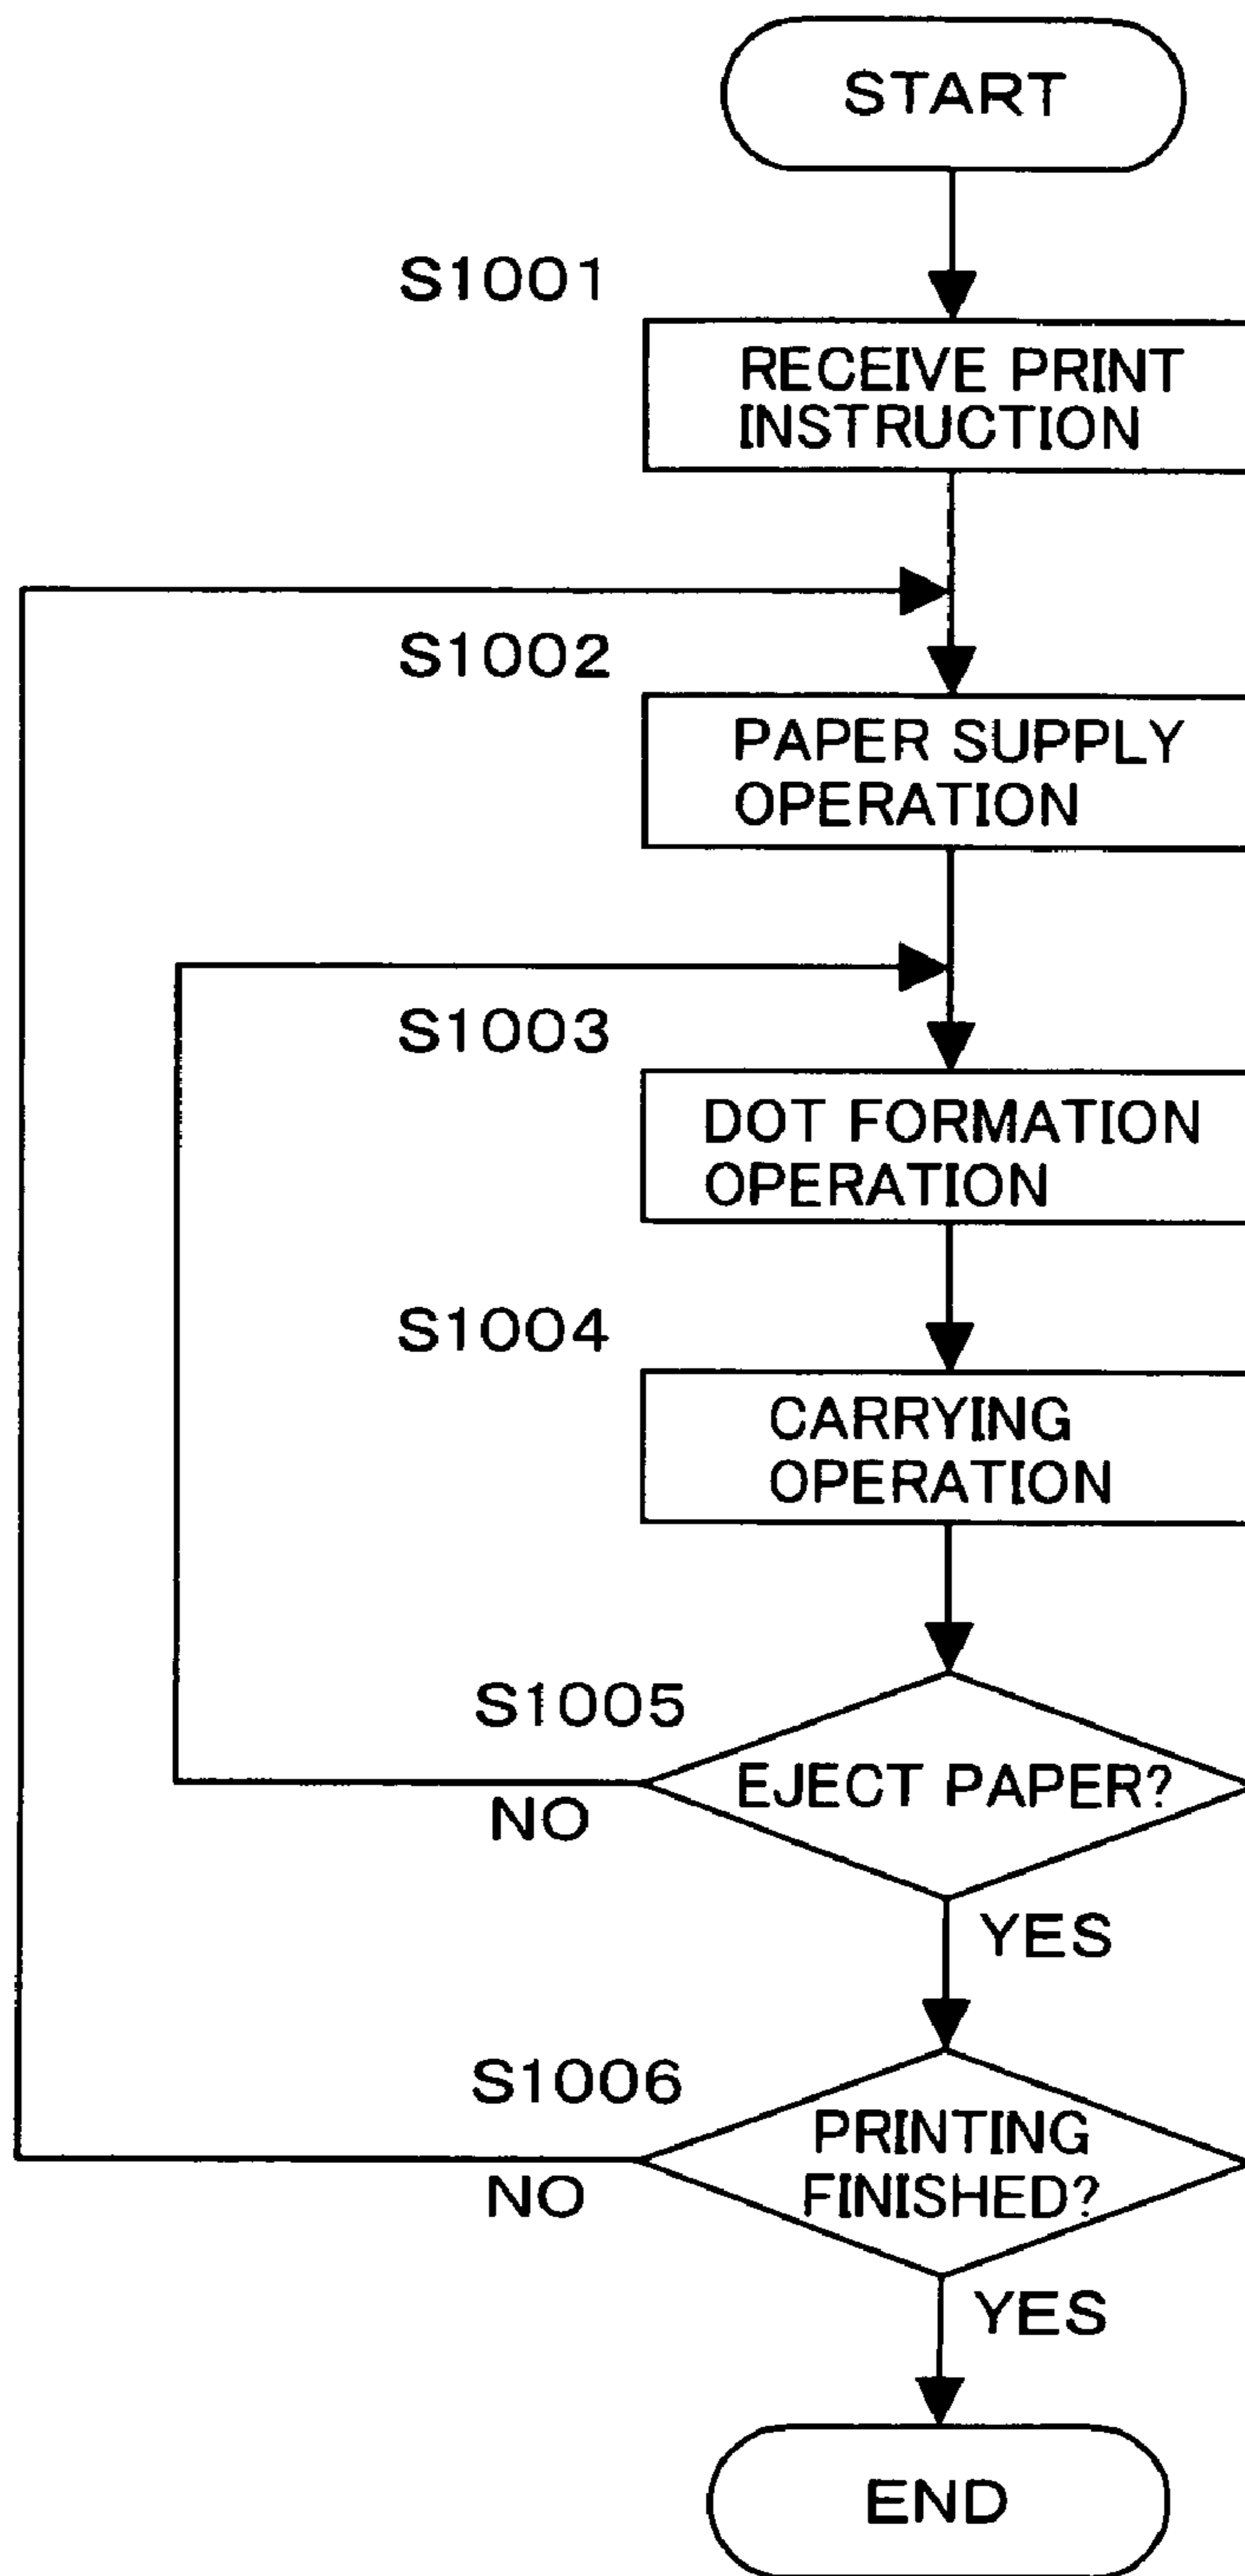 START
S1001
RECEIVE PRINT
INSTRUCTION
S1002
PAPER SUPPLY
OPERATION
S1003
DOT FORMATION
OPERATION
S1004
CARRYING
OPERATION
S1005
EJECT PAPER?
NO
YES
S1006
PRINTING
FINISHED?
NO
YES
END